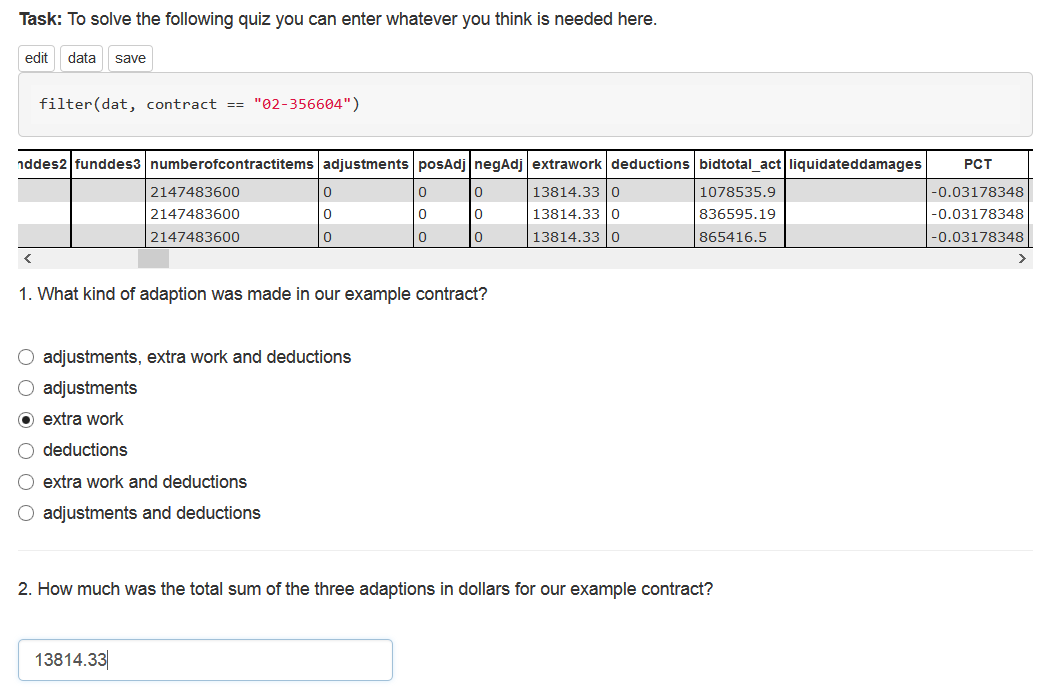 Task: To solve the following quiz you can enter whatever you think is needed here.
edit data save
filter(dat, contract == "02-356604")
nddes2 funddes3 numberofcontractitems adjustments posAdj negAdj extrawork deductions bidtotal_act liquidateddamages PCT
2147483600 0 0 0 13814.33 0 1078535.9 -0.03178348
2147483600 0 0 0 13814.33 0 836595.19 -0.03178348
2147483600 0 0 0 13814.33 0 865416.5 -0.03178348
1. What kind of adaption was made in our example contract?
adjustments, extra work and deductions
adjustments
extra work
deductions
extra work and deductions
adjustments and deductions
2. How much was the total sum of the three adaptions in dollars for our example contract?
13814.33